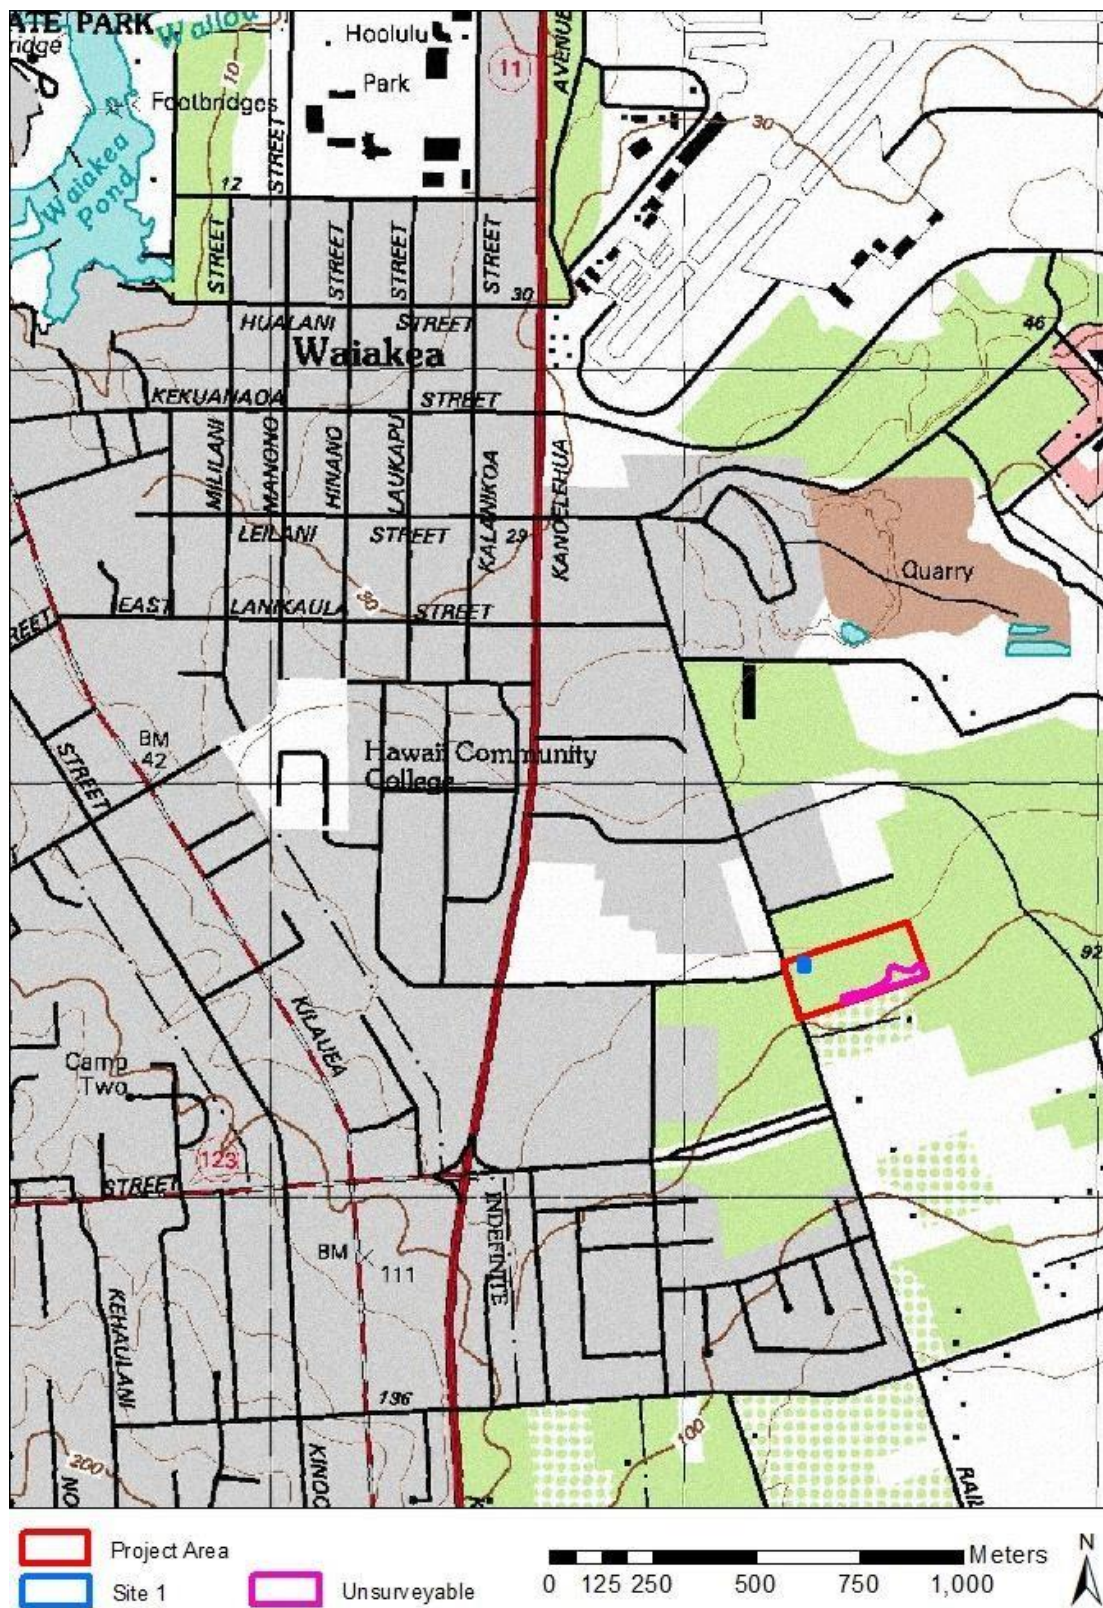 ATE PARK
ridge
Wailoa
Hoolulu
Park
11
AVENUE
10
Footbridges
STREET
30
Waiakea
Pond
12
STREET
STREET
STREET
STREET
30
HUALANI STREET
46
Waiakea
KEKUANAOA STREET
MILILANI
MANONO
HINANO
LAUKAPU
KALANIKOA
KANOELEHUA
LEILANI STREET
29
Quarry
30
EAST LANIKAULA STREET
REET
BM
42
STREET
Hawaii Community
College
92
KILAUEA
Camp
Two
123
STREET
INDEFINITE
BM
111
KEHAULANI
136
100
200
NO
KINOO
K
RAIL
Project Area
Site 1
Unsurveyable
Meters
0 125 250 500 750 1,000
N